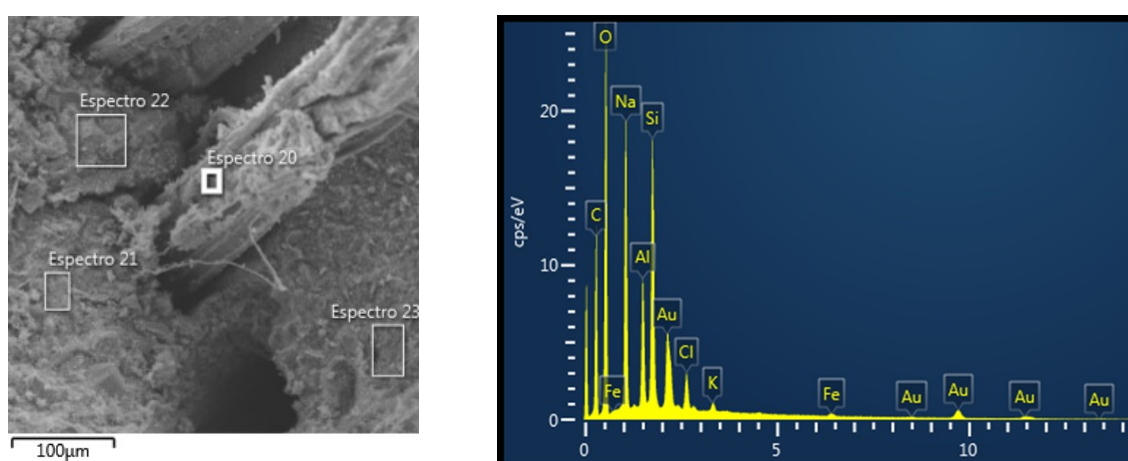 Espectro 22
Espectro 20
Espectro 21
Espectro 23
100µm
cps/eV
20
10
0
O
Na
Si
C
Al
Au
Cl
Fe
K
Fe
Au
Au
Au
Au
0
5
10